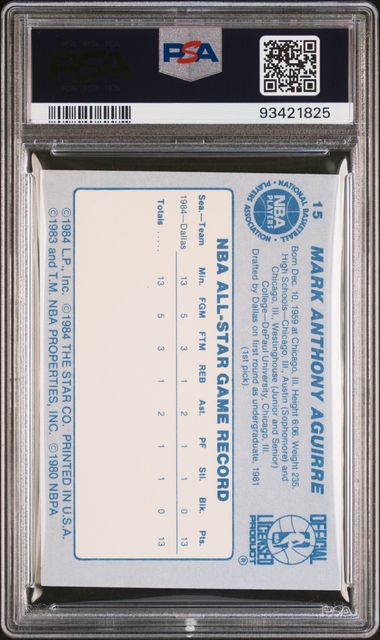 PSA
93421825
15
MARK ANTHONY AGUIRRE
Born Dec. 10, 1959 at Chicago, Ill. Height 6:06. Weight 235.
High Schools—Chicago, Ill., Austin (Sophomore) and
Chicago, Ill., Westinghouse (Junior and Senior)
College—DePaul University, Chicago, Ill.
Drafted by Dallas on first round as undergraduate, 1981
(1st pick).
NATIONAL BASKETBALL
NBA
PLAYERS
PLAYERS ASSOCIATION
OFFICIAL
LICENSED
PRODUCT
®
NBA ALL-STAR GAME RECORD
Sea.—Team Min. FGM FTM REB Ast. PF Stl. Blk. Pts.
1984—Dallas 13 5 3 1 2 1 1 0 13
Totals ..... 13 5 3 1 2 1 1 0 13
©1984 L.P., Inc. ©1984 THE STAR CO. PRINTED IN U.S.A.
©1983 and T.M. NBA PROPERTIES, INC. ©1980 NBPA